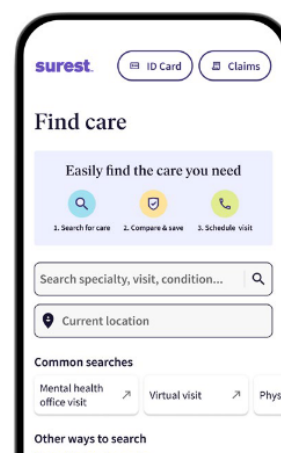 surest.
ID Card
Claims
Find care
Easily find the care you need
1. Search for care
2. Compare & save
3. Schedule visit
Search specialty, visit, condition...
Current location
Common searches
Mental health
office visit
Virtual visit
Phys
Other ways to search